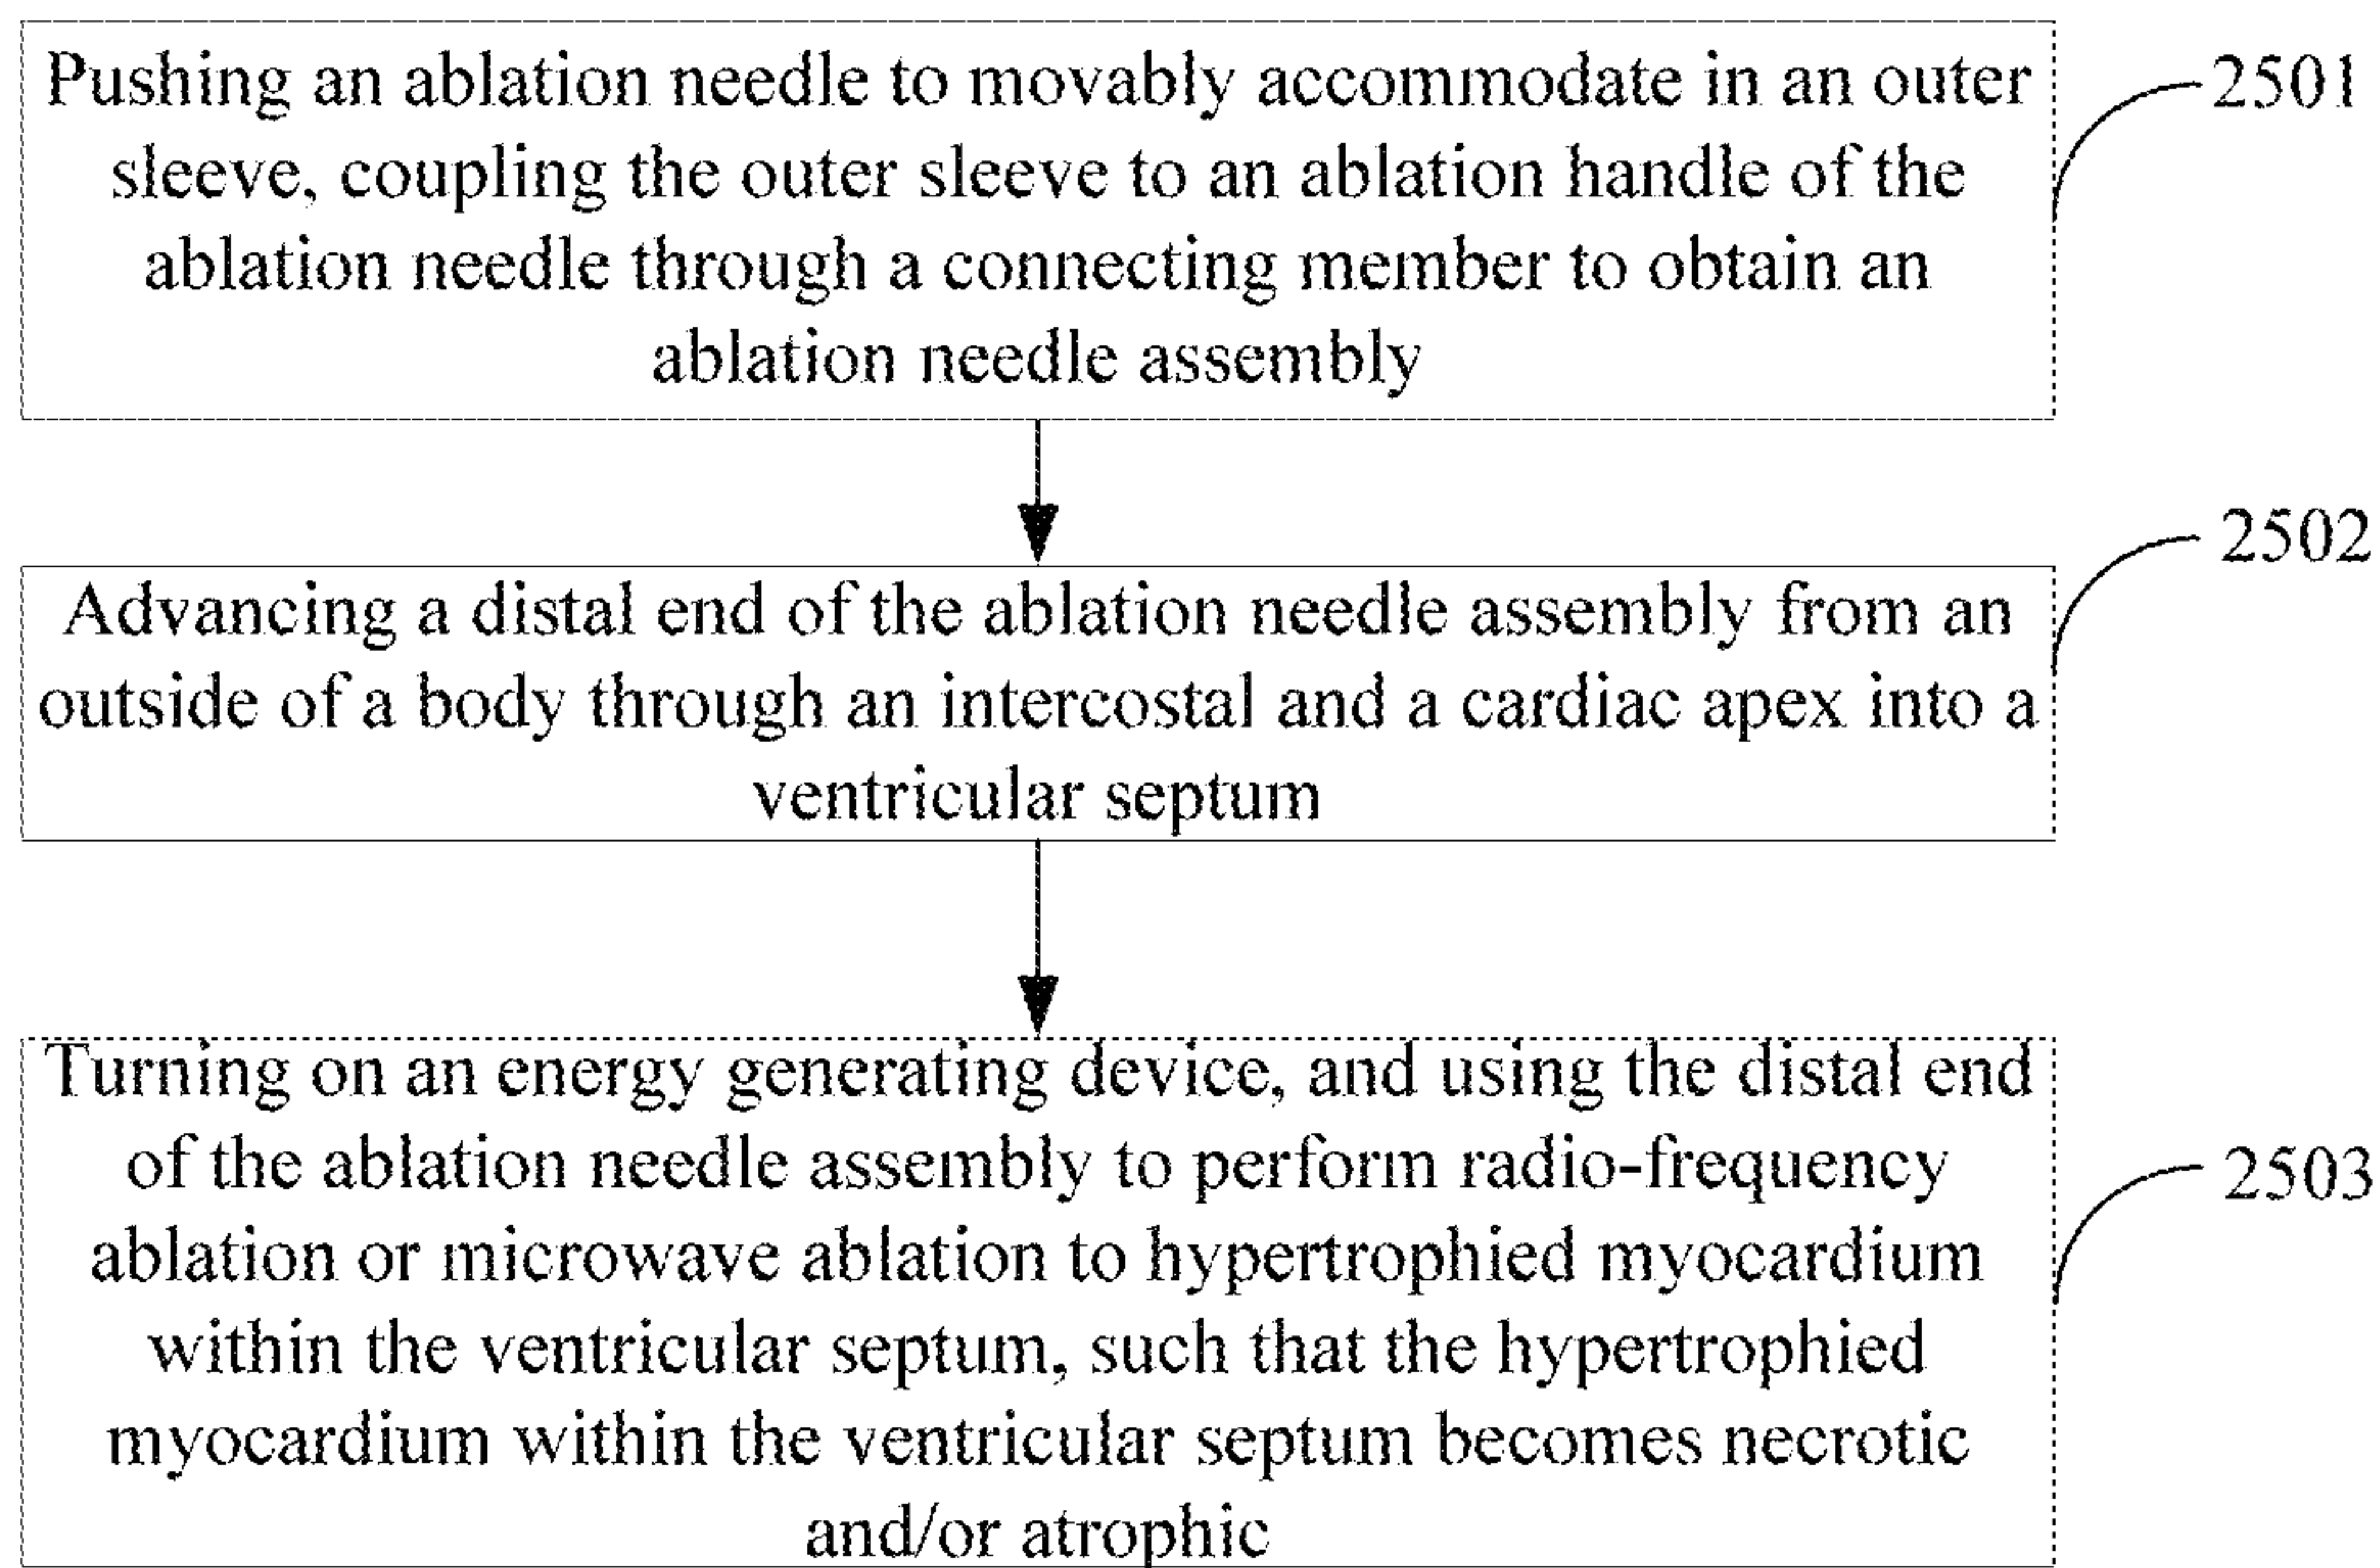 Pushing an ablation needle to movably accommodate in an outer
sleeve, coupling the outer sleeve to an ablation handle of the
ablation needle through a connecting member to obtain an
ablation needle assembly
2501
Advancing a distal end of the ablation needle assembly from an
outside of a body through an intercostal and a cardiac apex into a
ventricular septum
2502
Turning on an energy generating device, and using the distal end
of the ablation needle assembly to perform radio-frequency
ablation or microwave ablation to hypertrophied myocardium
within the ventricular septum, such that the hypertrophied
myocardium within the ventricular septum becomes necrotic
and/or atrophic
2503